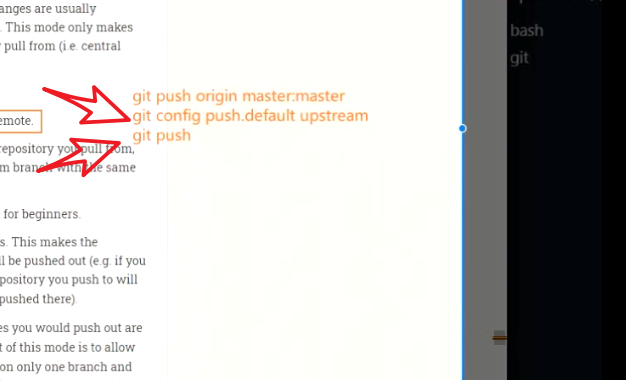 anges are usually
. This mode only makes
pull from (i.e. central
emote.
git push origin master:master
git config push.default upstream
git push
repository you pull from,
m branch with the same
for beginners.
s. This makes the
l be pushed out (e.g. if you
pository you push to will
pushed there).
es you would push out are
t of this mode is to allow
on only one branch and
bash
git